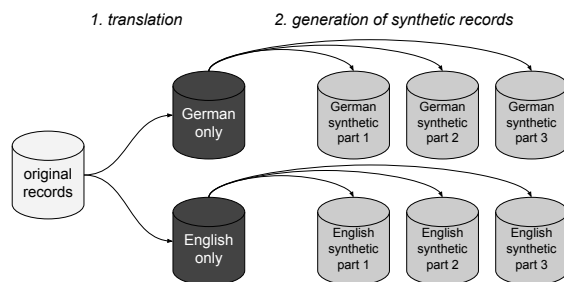 1. translation
2. generation of synthetic records
original
records
German
only
German
synthetic
part 1
German
synthetic
part 2
German
synthetic
part 3
English
only
English
synthetic
part 1
English
synthetic
part 2
English
synthetic
part 3